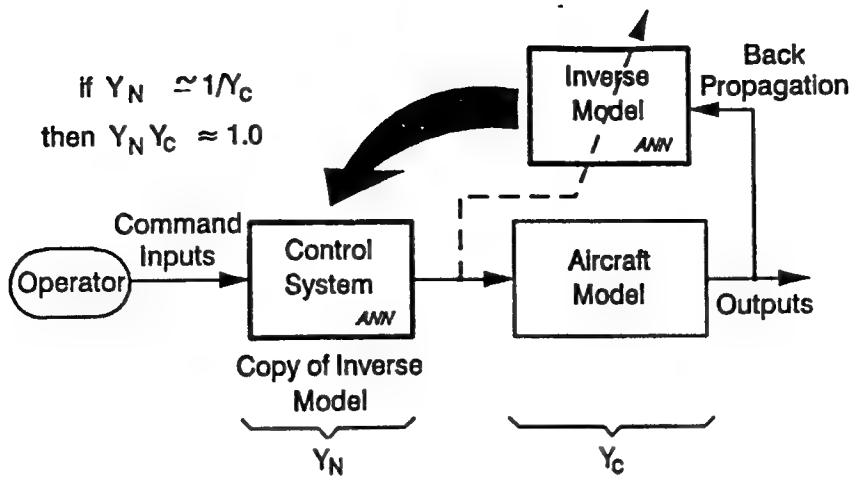 if Y_N ≃ 1/Y_C
then Y_N Y_C ≈ 1.0
Inverse
Model
ANN
Back
Propagation
Operator
Command
Inputs
Control
System
ANN
Copy of Inverse
Model
Y_N
Aircraft
Model
Outputs
Y_C